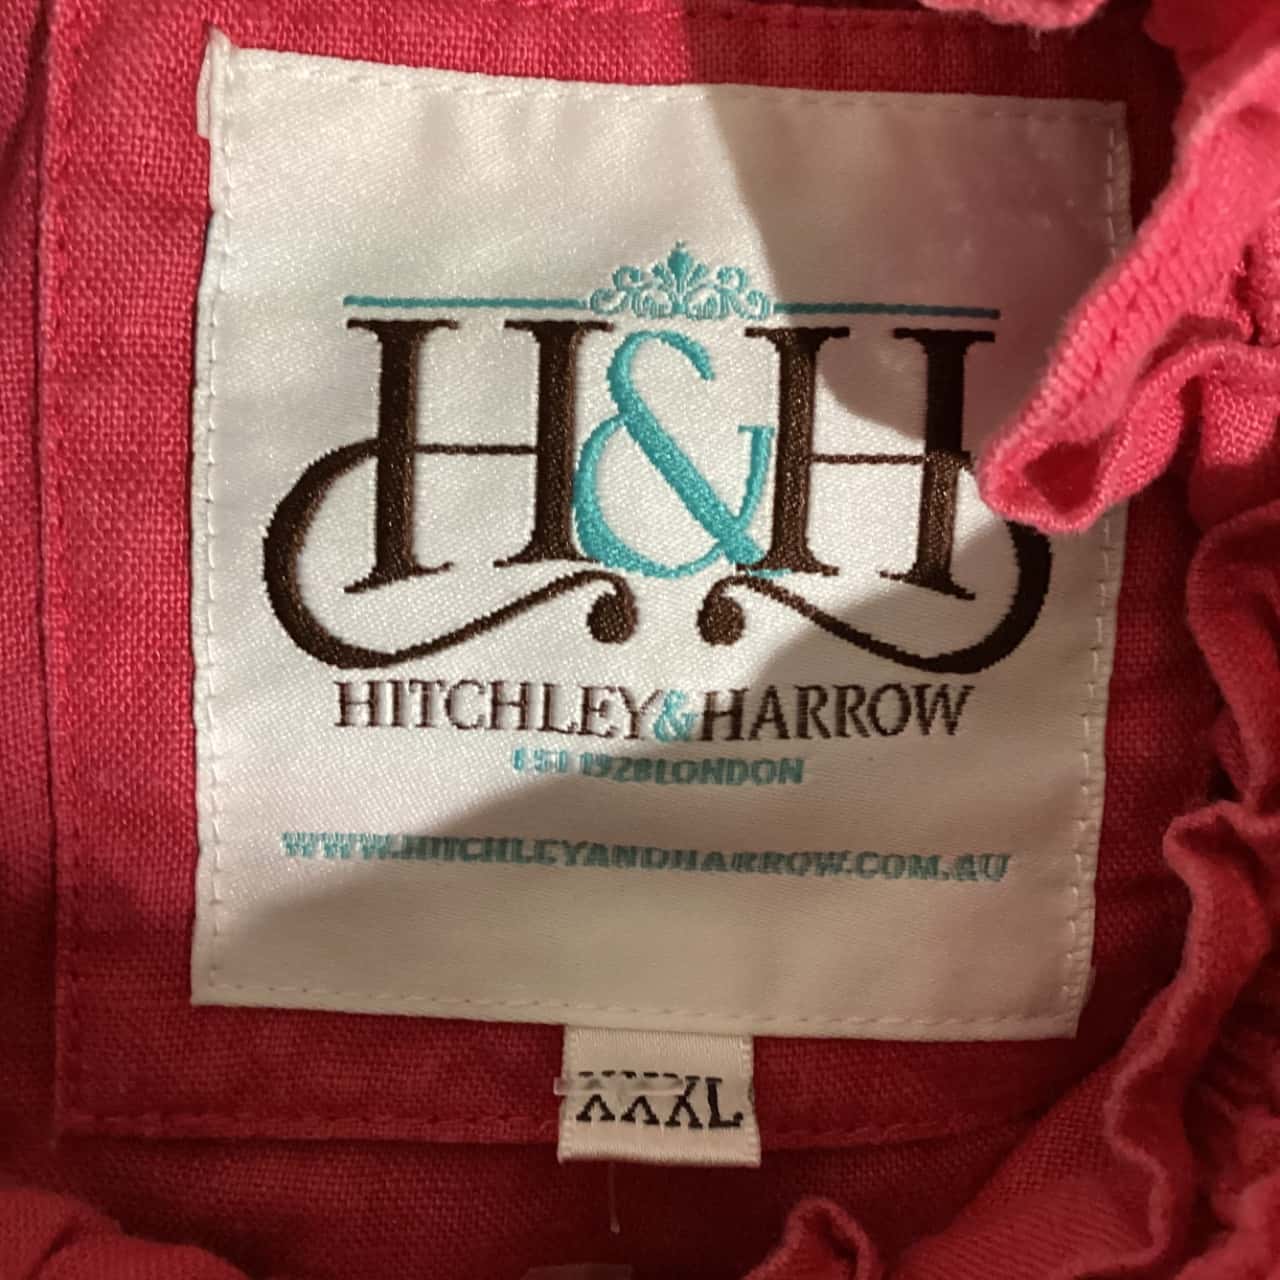 H&H
HITCHLEY&HARROW
EST 1928LONDON
WWW.HITCHLEYANDHARROW.COM.AU
XXXL